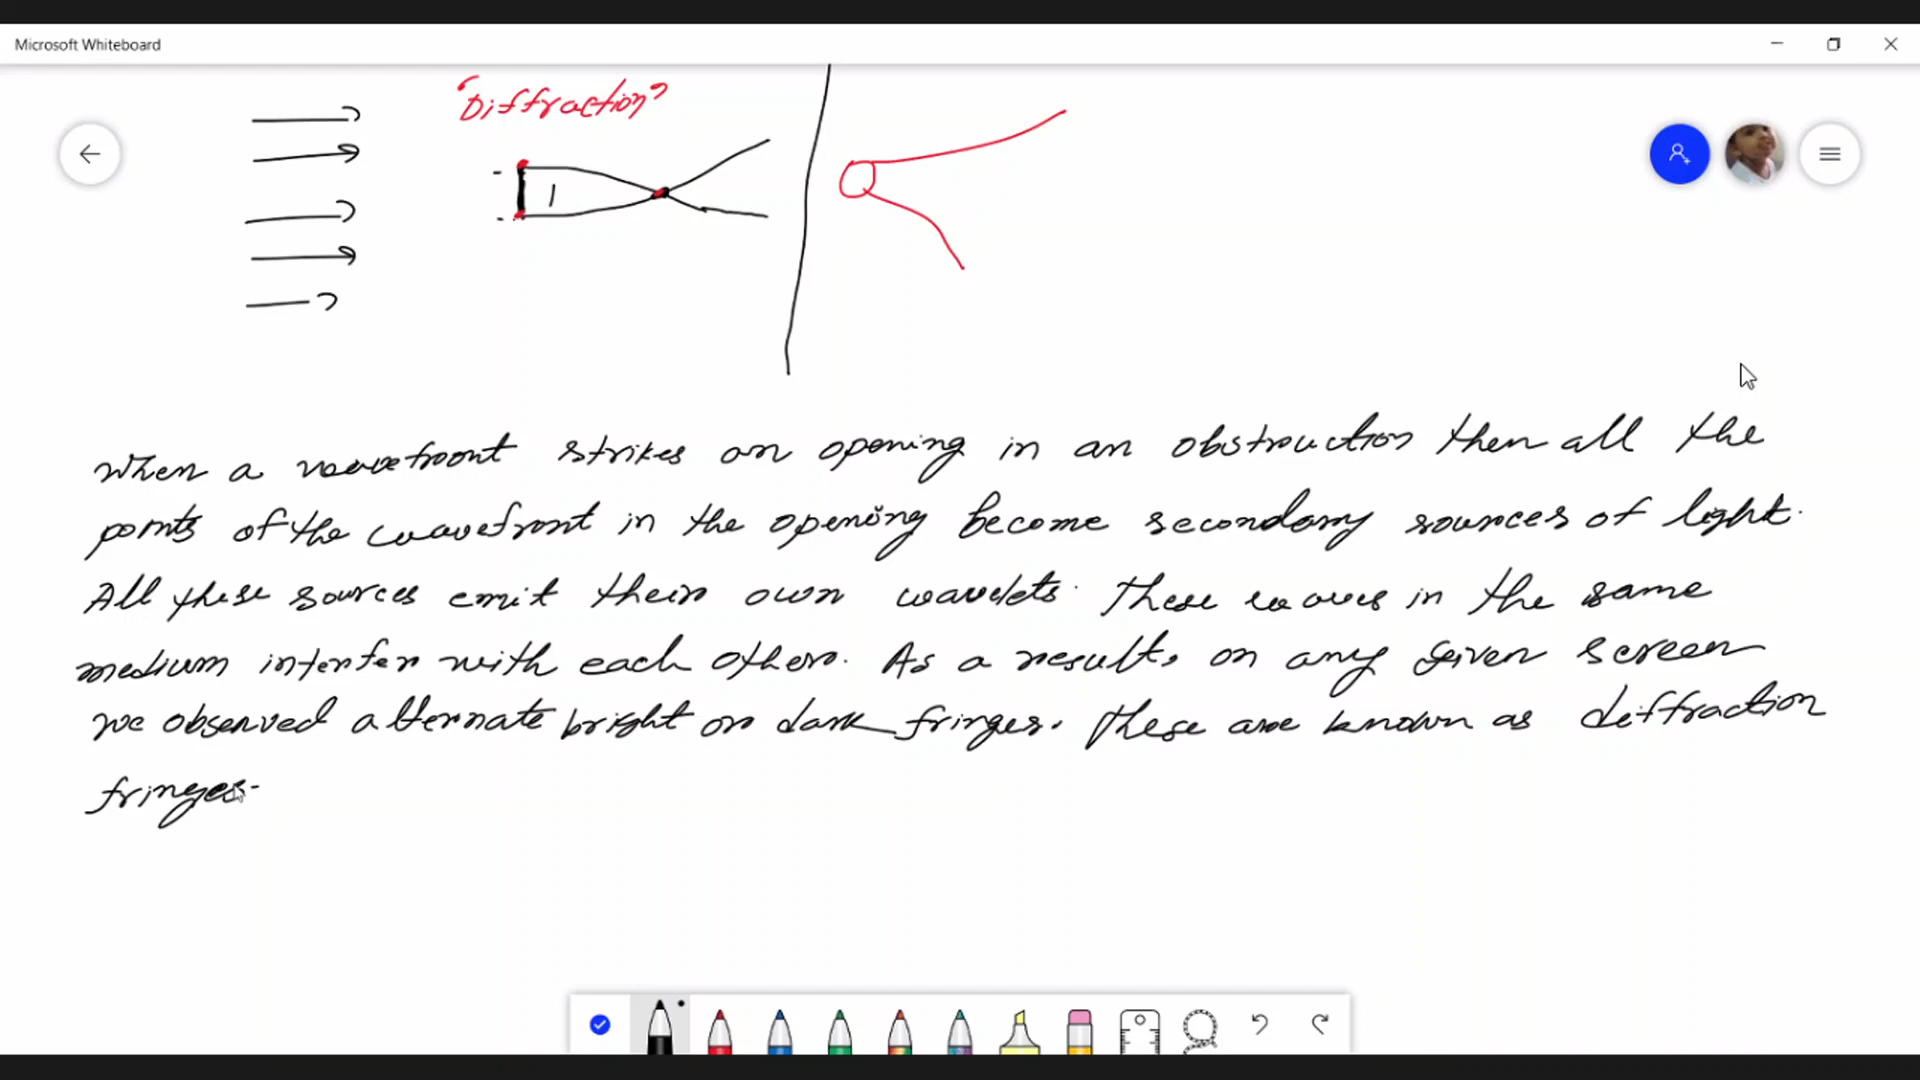 Microsoft Whiteboard
"Diffraction"
When a wavefront strikes on opening in an obstruction then all the
points of the wavefront in the opening become secondary sources of light.
All these sources emit their own wavelets. These waves in the same
medium interfer with each other. As a result, on any given screen
we observed alternate bright or dark fringes. These are known as diffraction
fringes.